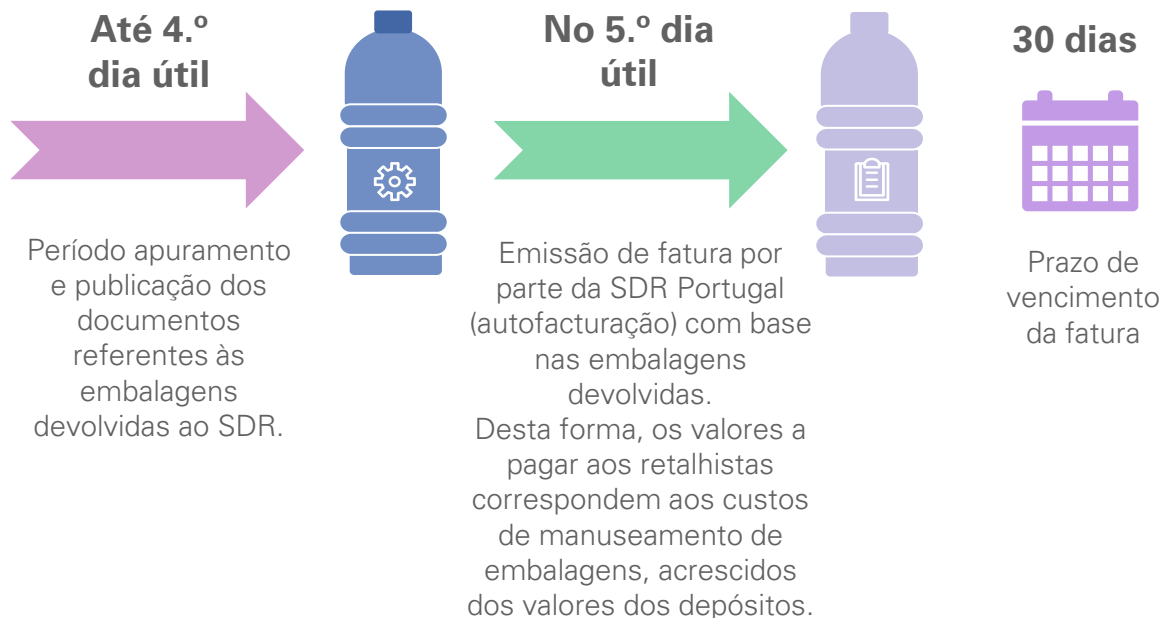 Até 4.º
dia útil
Período apuramento
e publicação dos
documentos
referentes às
embalagens
devolvidas ao SDR.
No 5.º dia
útil
Emissão de fatura por
parte da SDR Portugal
(autofacturação) com base
nas embalagens
devolvidas.
Desta forma, os valores a
pagar aos retalhistas
correspondem aos custos
de manuseamento de
embalagens, acrescidos
dos valores dos depósitos.
30 dias
Prazo de
vencimento
da fatura